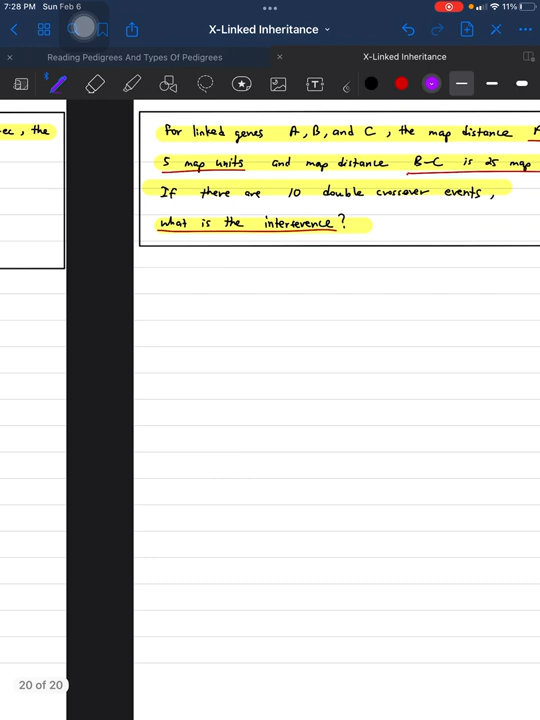 7:28 PM Sun Feb 6
11%
X-Linked Inheritance
Reading Pedigrees And Types Of Pedigrees
X-Linked Inheritance
ec, the
For linked genes A, B, and C, the map distance A
5 map units and map distance B-C is 25 map
If there are 10 double crossover events,
what is the interference?
20 of 20